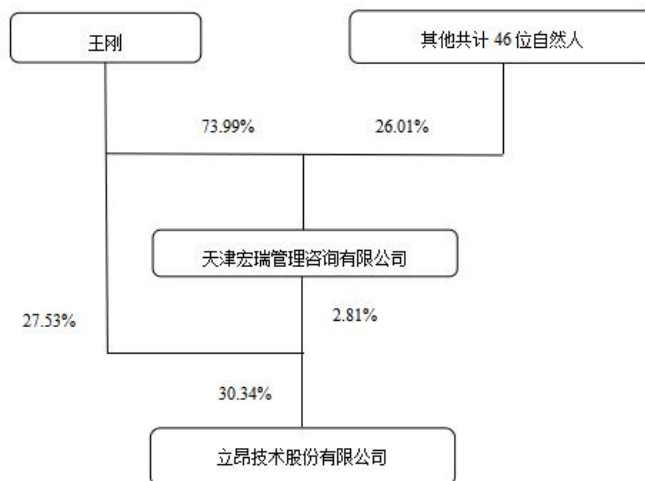 王刚
其他共计 46 位自然人
73.99%
26.01%
天津宏瑞管理咨询有限公司
27.53%
2.81%
30.34%
立昂技术股份有限公司